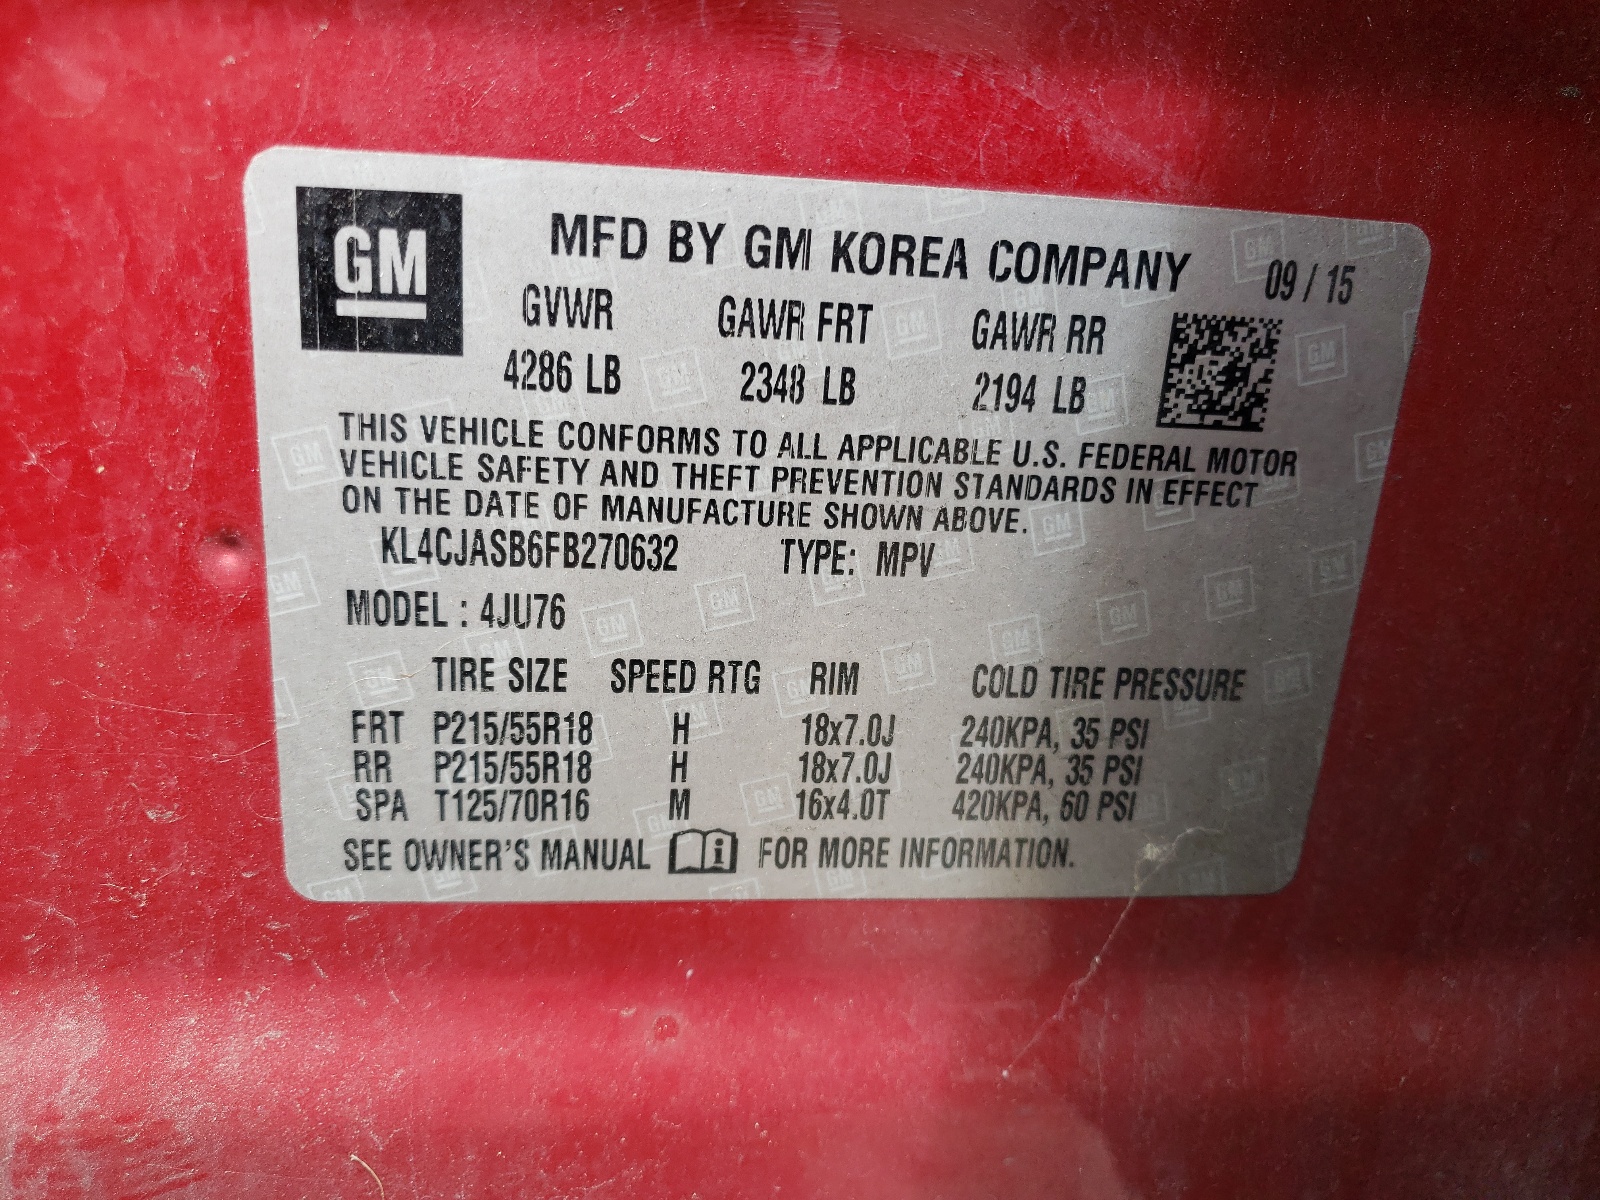 GM
MFD BY GM KOREA COMPANY 09 / 15
GVWR GAWR FRT GAWR RR
4286 LB 2348 LB 2194 LB
THIS VEHICLE CONFORMS TO ALL APPLICABLE U.S. FEDERAL MOTOR
VEHICLE SAFETY AND THEFT PREVENTION STANDARDS IN EFFECT
ON THE DATE OF MANUFACTURE SHOWN ABOVE.
KL4CJASB6FB270632 TYPE: MPV
MODEL : 4JU76
TIRE SIZE SPEED RTG RIM COLD TIRE PRESSURE
FRT P215/55R18 H 18x7.0J 240KPA, 35 PSI
RR P215/55R18 H 18x7.0J 240KPA, 35 PSI
SPA T125/70R16 M 16x4.0T 420KPA, 60 PSI
SEE OWNER'S MANUAL i FOR MORE INFORMATION.